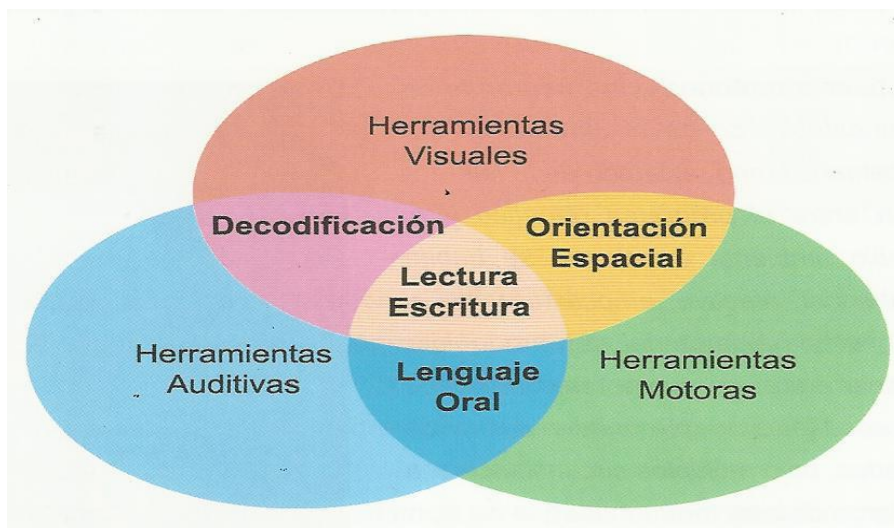 Herramientas
Visuales
Decodificación
Orientación
Espacial
Lectura
Escritura
Herramientas
Auditivas
Lenguaje
Oral
Herramientas
Motoras